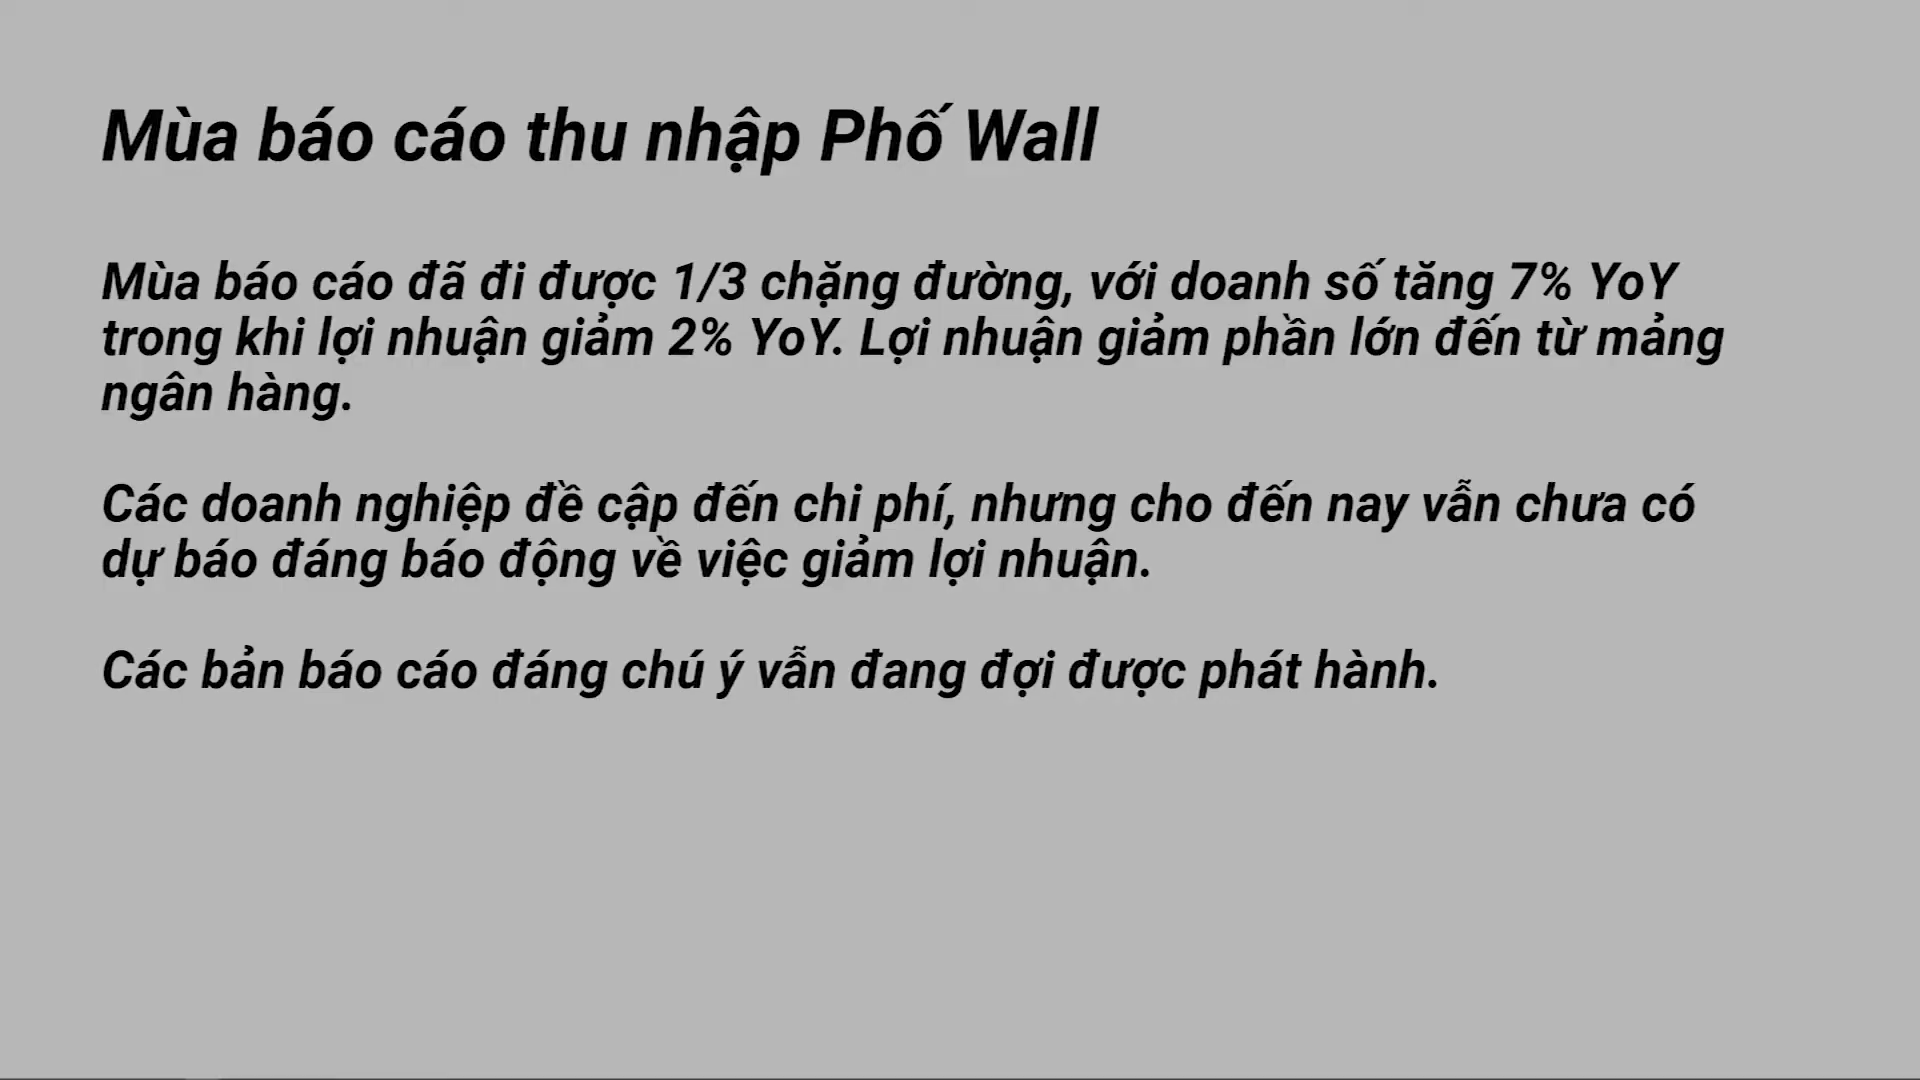 Mùa báo cáo thu nhập Phố Wall
Mùa báo cáo đã đi được 1/3 chặng đường, với doanh số tăng 7% YoY
trong khi lợi nhuận giảm 2% YoY. Lợi nhuận giảm phần lớn đến từ mảng
ngân hàng.
Các doanh nghiệp đề cập đến chi phí, nhưng cho đến nay vẫn chưa có
dự báo đáng báo động về việc giảm lợi nhuận.
Các bản báo cáo đáng chú ý vẫn đang đợi được phát hành.